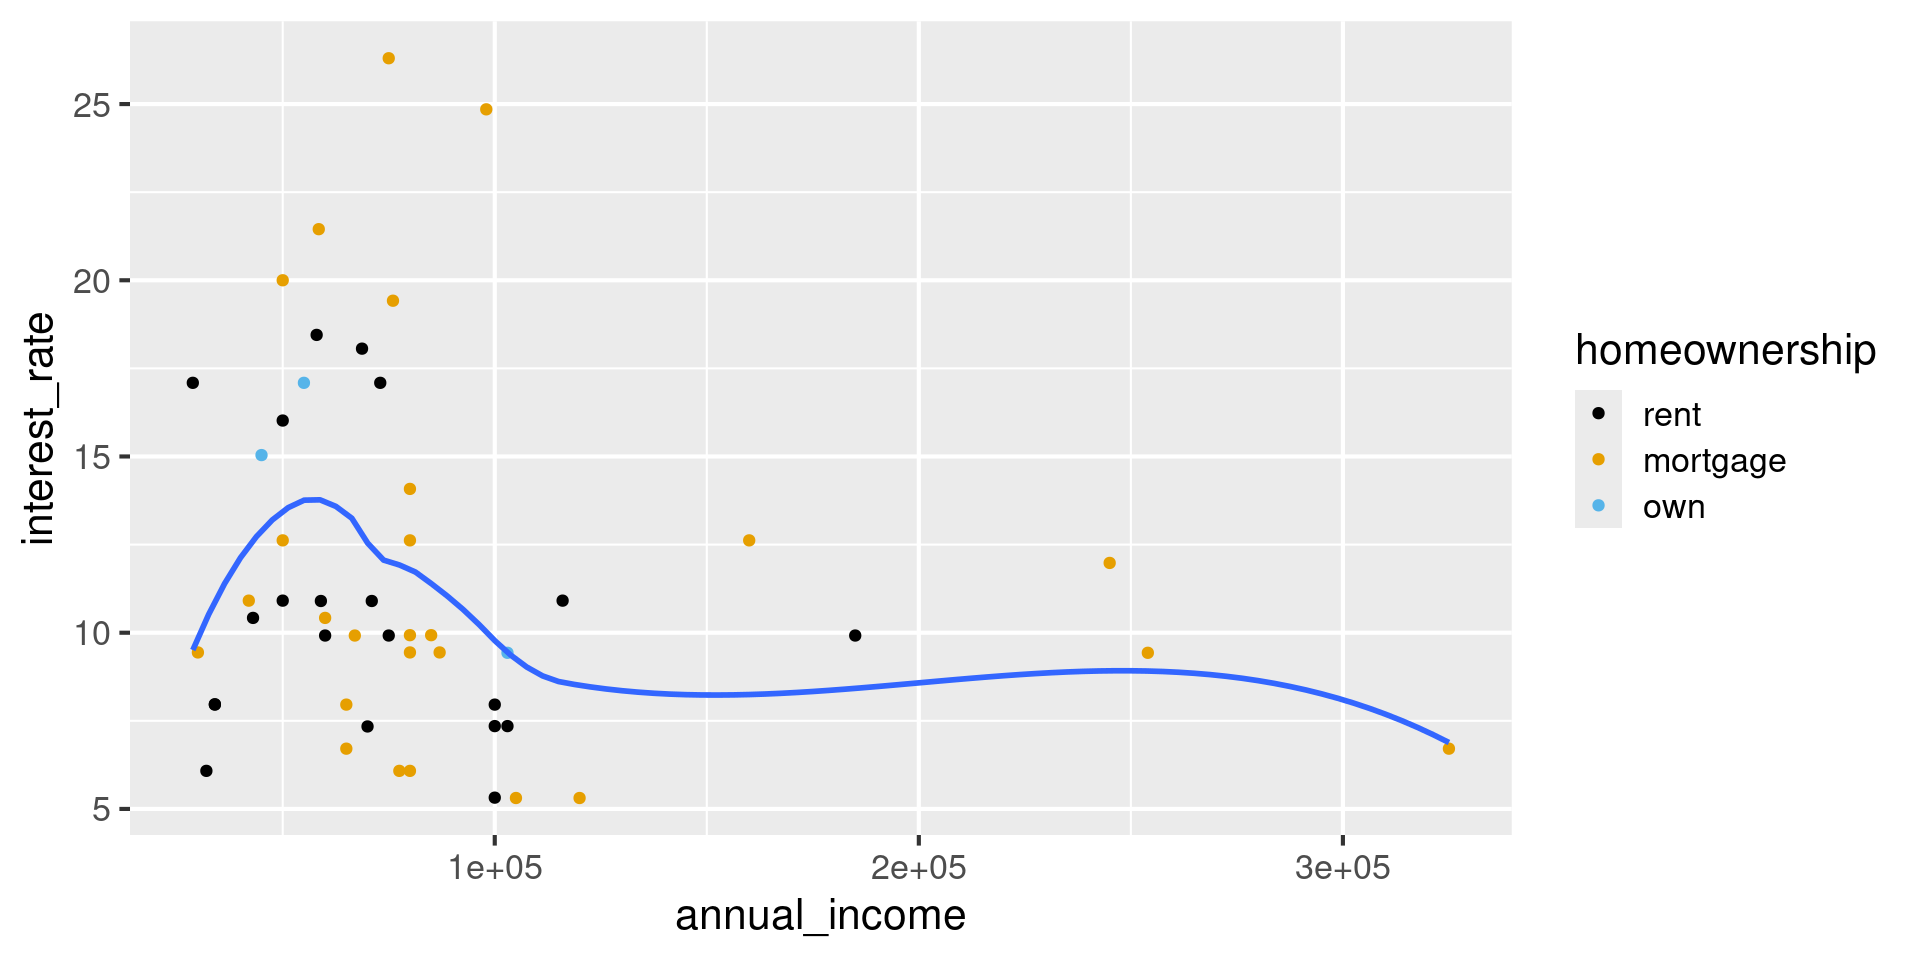 25
20
15
10
5
interest_rate
1e+05
2e+05
3e+05
annual_income
homeownership
rent
mortgage
own